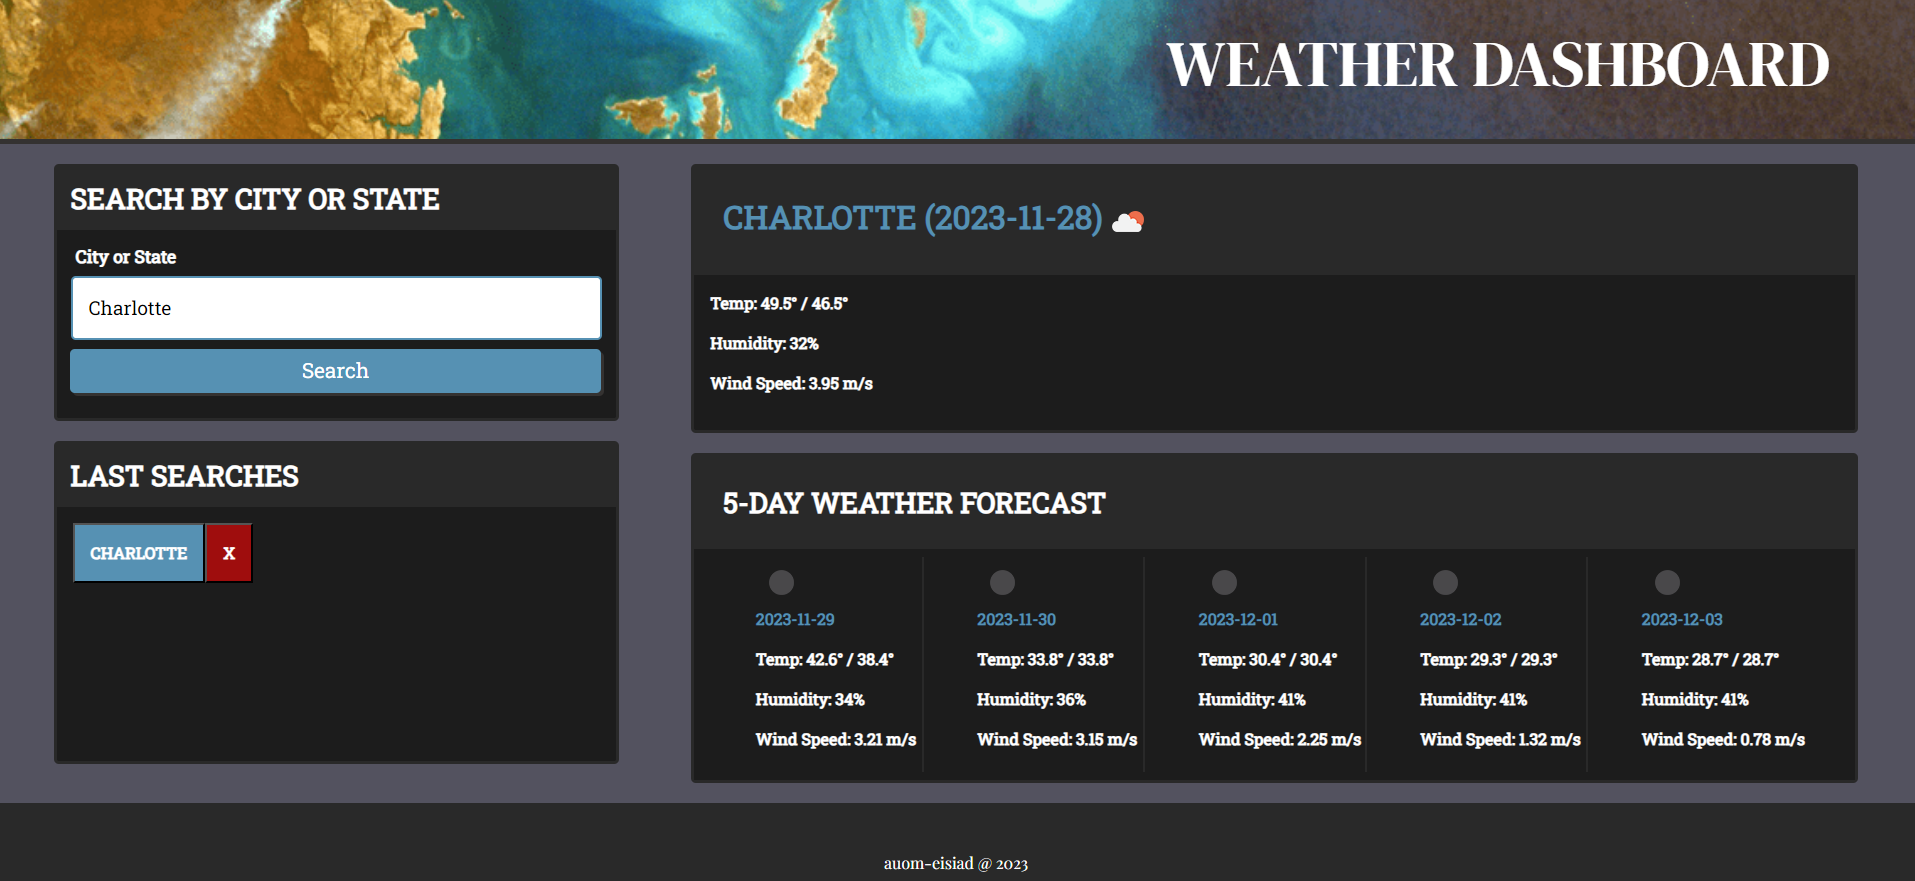 WEATHER DASHBOARD
SEARCH BY CITY OR STATE
City or State
Charlotte
Search
LAST SEARCHES
CHARLOTTE X
CHARLOTTE (2023-11-28)
Temp: 49.5° / 46.5°
Humidity: 32%
Wind Speed: 3.95 m/s
5-DAY WEATHER FORECAST
2023-11-29
Temp: 42.6° / 38.4°
Humidity: 34%
Wind Speed: 3.21 m/s
2023-11-30
Temp: 33.8° / 33.8°
Humidity: 36%
Wind Speed: 3.15 m/s
2023-12-01
Temp: 30.4° / 30.4°
Humidity: 41%
Wind Speed: 2.25 m/s
2023-12-02
Temp: 29.3° / 29.3°
Humidity: 41%
Wind Speed: 1.32 m/s
2023-12-03
Temp: 28.7° / 28.7°
Humidity: 41%
Wind Speed: 0.78 m/s
auom-eisiad @ 2023